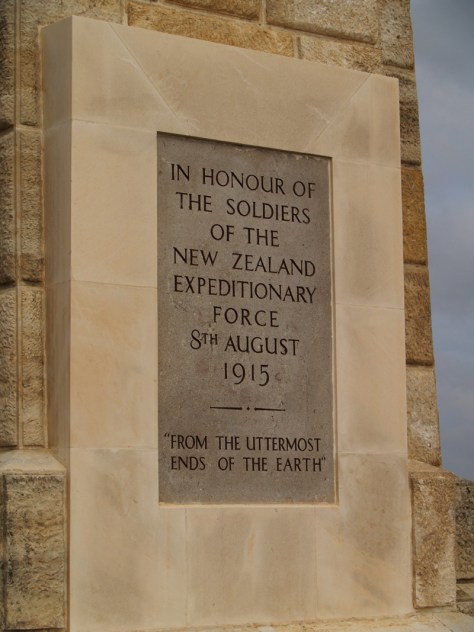 IN HONOUR OF
THE SOLDIERS
OF THE
NEW ZEALAND
EXPEDITIONARY
FORCE
8TH AUGUST
1915
"FROM THE UTTERMOST
ENDS OF THE EARTH"